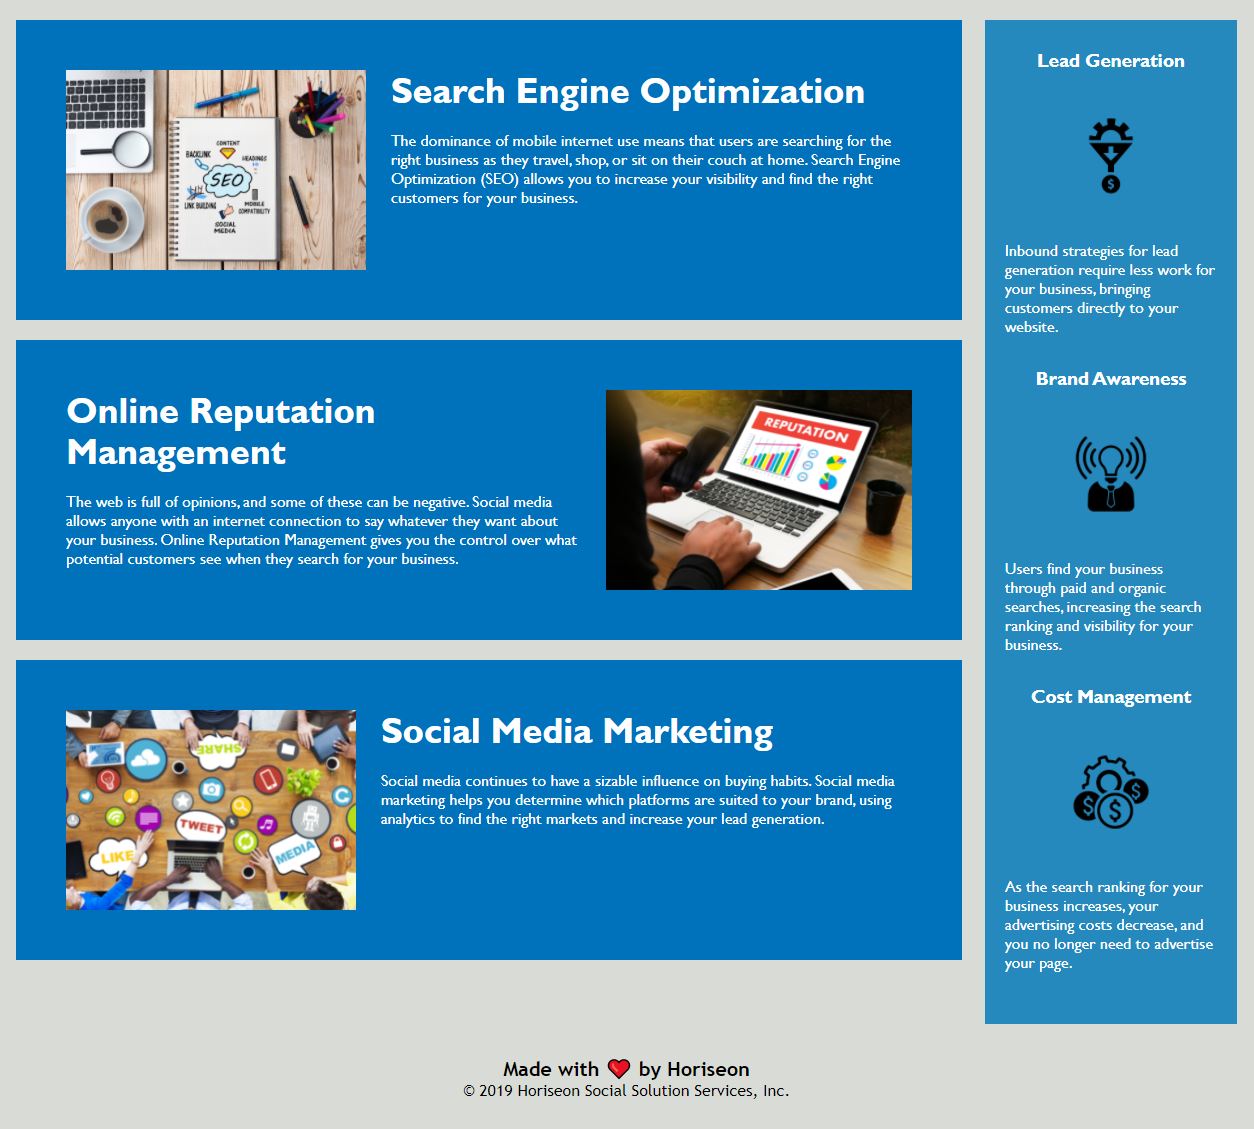 CONTENT
BACKLINK
HEADINGS
SEO
LINK BUILDING
MOBILE
COMPATIBILITY
SOCIAL
MEDIA
Search Engine Optimization
The dominance of mobile internet use means that users are searching for the
right business as they travel, shop, or sit on their couch at home. Search Engine
Optimization (SEO) allows you to increase your visibility and find the right
customers for your business.
Online Reputation
Management
The web is full of opinions, and some of these can be negative. Social media
allows anyone with an internet connection to say whatever they want about
your business. Online Reputation Management gives you the control over what
potential customers see when they search for your business.
REPUTATION
SHARE
TWEET
LIKE
MEDIA
Social Media Marketing
Social media continues to have a sizable influence on buying habits. Social media
marketing helps you determine which platforms are suited to your brand, using
analytics to find the right markets and increase your lead generation.
Lead Generation
$
Inbound strategies for lead
generation require less work for
your business, bringing
customers directly to your
website.
Brand Awareness
Users find your business
through paid and organic
searches, increasing the search
ranking and visibility for your
business.
Cost Management
$ $ $
As the search ranking for your
business increases, your
advertising costs decrease, and
you no longer need to advertise
your page.
Made with ❤️ by Horiseon
© 2019 Horiseon Social Solution Services, Inc.